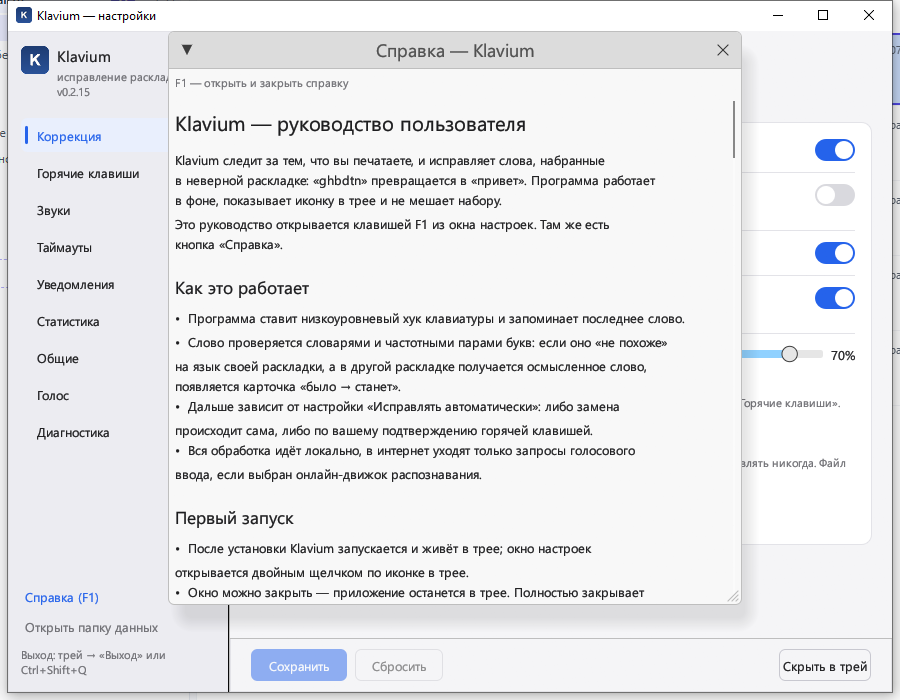 Klavium — настройки
Klavium
исправление расклад
v0.2.15
Коррекция
Горячие клавиши
Звуки
Таймауты
Уведомления
Статистика
Общие
Голос
Диагностика
Справка (F1)
Открыть папку данных
Выход: трей → «Выход» или
Ctrl+Shift+Q
Справка — Klavium
F1 — открыть и закрыть справку
Klavium — руководство пользователя
Klavium следит за тем, что вы печатаете, и исправляет слова, набранные
в неверной раскладке: «ghbdtn» превращается в «привет». Программа работает
в фоне, показывает иконку в трее и не мешает набору.
Это руководство открывается клавишей F1 из окна настроек. Там же есть
кнопка «Справка».
Как это работает
• Программа ставит низкоуровневый хук клавиатуры и запоминает последнее слово.
• Слово проверяется словарями и частотными парами букв: если оно «не похоже»
на язык своей раскладки, а в другой раскладке получается осмысленное слово,
появляется карточка «было → станет».
• Дальше зависит от настройки «Исправлять автоматически»: либо замена
происходит сама, либо по вашему подтверждению горячей клавишей.
• Вся обработка идёт локально, в интернет уходят только запросы голосового
ввода, если выбран онлайн-движок распознавания.
Первый запуск
• После установки Klavium запускается и живёт в трее; окно настроек
открывается двойным щелчком по иконке в трее.
• Окно можно закрыть — приложение останется в трее. Полностью закрывает
70%
Горячие клавиши».
влять никогда. Файл
Сохранить
Сбросить
Скрыть в трей